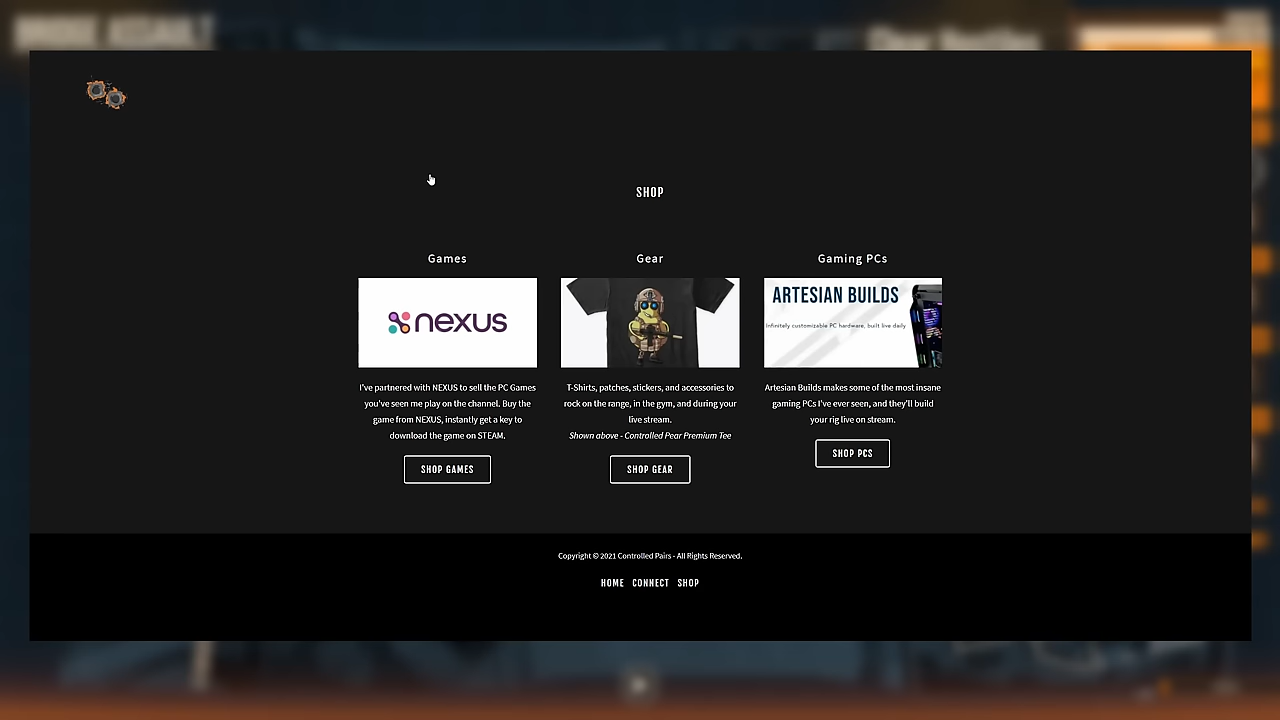 SHOP
Games
nexus
I've partnered with NEXUS to sell the PC Games
you've seen me play on the channel. Buy the
game from NEXUS, instantly get a key to
download the game on STEAM.
SHOP GAMES
Gear
T-Shirts, patches, stickers, and accessories to
rock on the range, in the gym, and during your
live stream.
Shown above - Controlled Pear Premium Tee
SHOP GEAR
Gaming PCs
ARTESIAN BUILDS
Infinitely customizable PC hardware, built live daily
Artesian Builds makes some of the most insane
gaming PCs I've ever seen, and they'll build
your rig live on stream.
SHOP PCS
Copyright © 2021 Controlled Pairs - All Rights Reserved.
HOME CONNECT SHOP